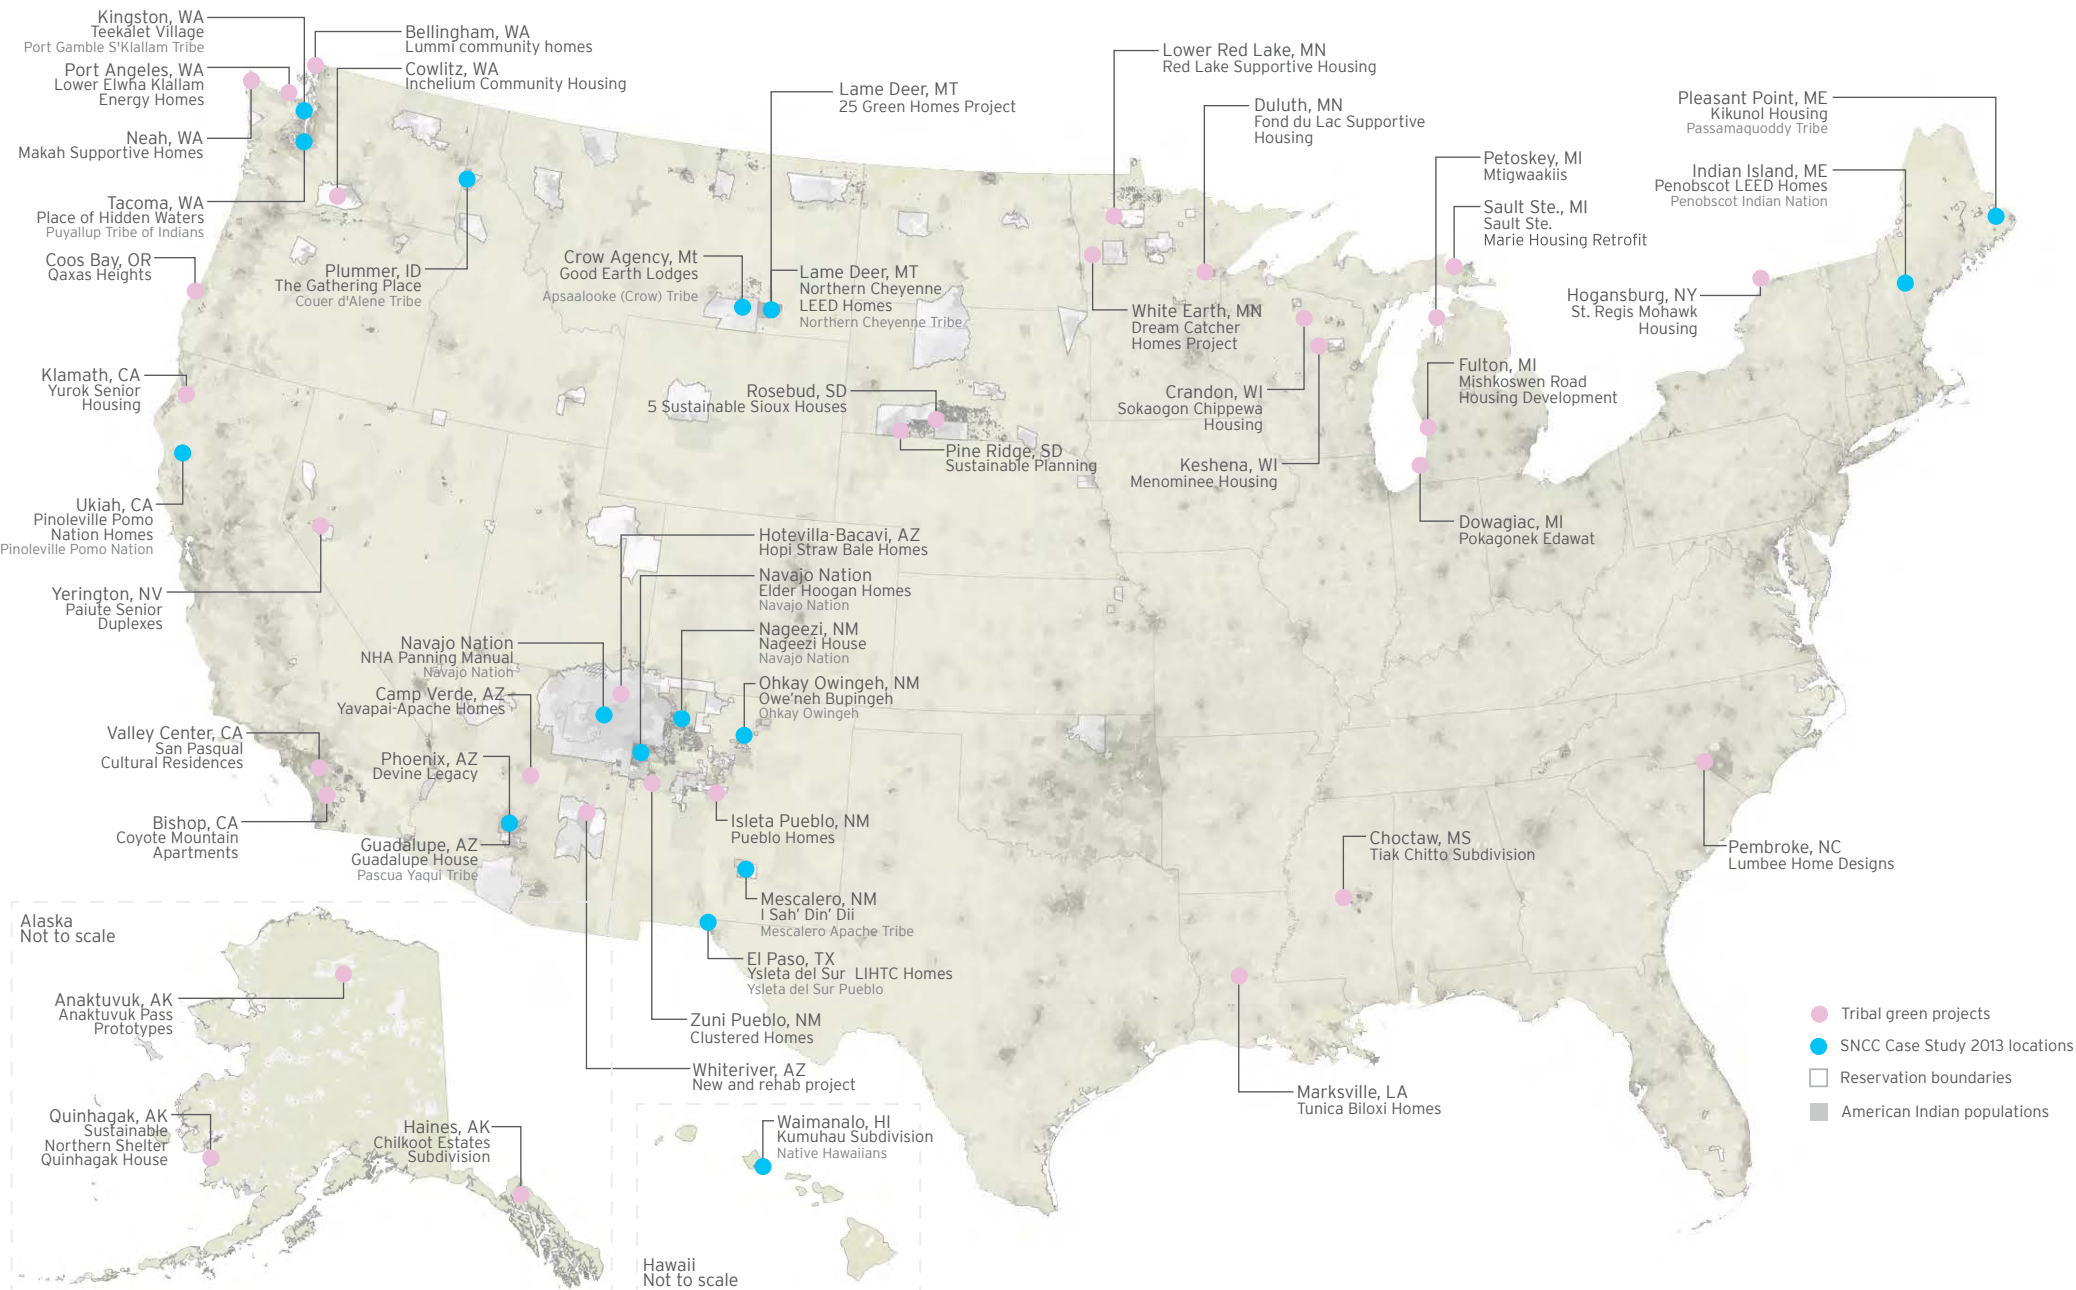 Kingston, WA
Teekalet Village
Port Gamble S'Klallam Tribe
Port Angeles, WA
Lower Elwha Klallam
Energy Homes
Neah, WA
Makah Supportive Homes
Tacoma, WA
Place of Hidden Waters
Puyallup Tribe of Indians
Coos Bay, OR
Qaxas Heights
Klamath, CA
Yurok Senior
Housing
Ukiah, CA
Pinoleville Pomo
Nation Homes
Pinoleville Pomo Nation
Yerington, NV
Paiute Senior
Duplexes
Bellingham, WA
Lummi community homes
Cowlitz, WA
Inchelium Community Housing
Plummer, ID
The Gathering Place
Couer d'Alene Tribe
Lame Deer, MT
25 Green Homes Project
Crow Agency, Mt
Good Earth Lodges
Apsaalooke (Crow) Tribe
Lame Deer, MT
Northern Cheyenne
LEED Homes
Northern Cheyenne Tribe
Rosebud, SD
5 Sustainable Sioux Houses
Pine Ridge, SD
Sustainable Planning
Lower Red Lake, MN
Red Lake Supportive Housing
Duluth, MN
Fond du Lac Supportive
Housing
White Earth, MN
Dream Catcher
Homes Project
Crandon, WI
Sokaogon Chippewa
Housing
Keshena, WI
Menominee Housing
Petoskey, MI
Mtigwaakiis
Sault Ste., MI
Sault Ste.
Marie Housing Retrofit
Fulton, MI
Mishkoswen Road
Housing Development
Dowagiac, MI
Pokagonek Edawat
Pleasant Point, ME
Kikunol Housing
Passamaquoddy Tribe
Indian Island, ME
Penobscot LEED Homes
Penobscot Indian Nation
Hogansburg, NY
St. Regis Mohawk
Housing
Hotevilla-Bacavi, AZ
Hopi Straw Bale Homes
Navajo Nation
Elder Hoogan Homes
Navajo Nation
Nageezi, NM
Nageezi House
Navajo Nation
Ohkay Owingeh, NM
Owe'neh Bupingeh
Ohkay Owingeh
Navajo Nation
NHA Panning Manual
Navajo Nation
Camp Verde, AZ
Yavapai-Apache Homes
Phoenix, AZ
Devine Legacy
Guadalupe, AZ
Guadalupe House
Pascua Yaqui Tribe
Valley Center, CA
San Pasqual
Cultural Residences
Bishop, CA
Coyote Mountain
Apartments
Isleta Pueblo, NM
Pueblo Homes
Mescalero, NM
I Sah' Din' Dii
Mescalero Apache Tribe
El Paso, TX
Ysleta del Sur LIHTC Homes
Ysleta del Sur Pueblo
Zuni Pueblo, NM
Clustered Homes
Whiteriver, AZ
New and rehab project
Choctaw, MS
Tiak Chitto Subdivision
Pembroke, NC
Lumbee Home Designs
Marksville, LA
Tunica Biloxi Homes
Alaska
Not to scale
Anaktuvuk, AK
Anaktuvuk Pass
Prototypes
Quinhagak, AK
Sustainable
Northern Shelter
Quinhagak House
Haines, AK
Chilkoot Estates
Subdivision
Waimanalo, HI
Kumuhau Subdivision
Native Hawaiians
Hawaii
Not to scale
Tribal green projects
SNCC Case Study 2013 locations
Reservation boundaries
American Indian populations